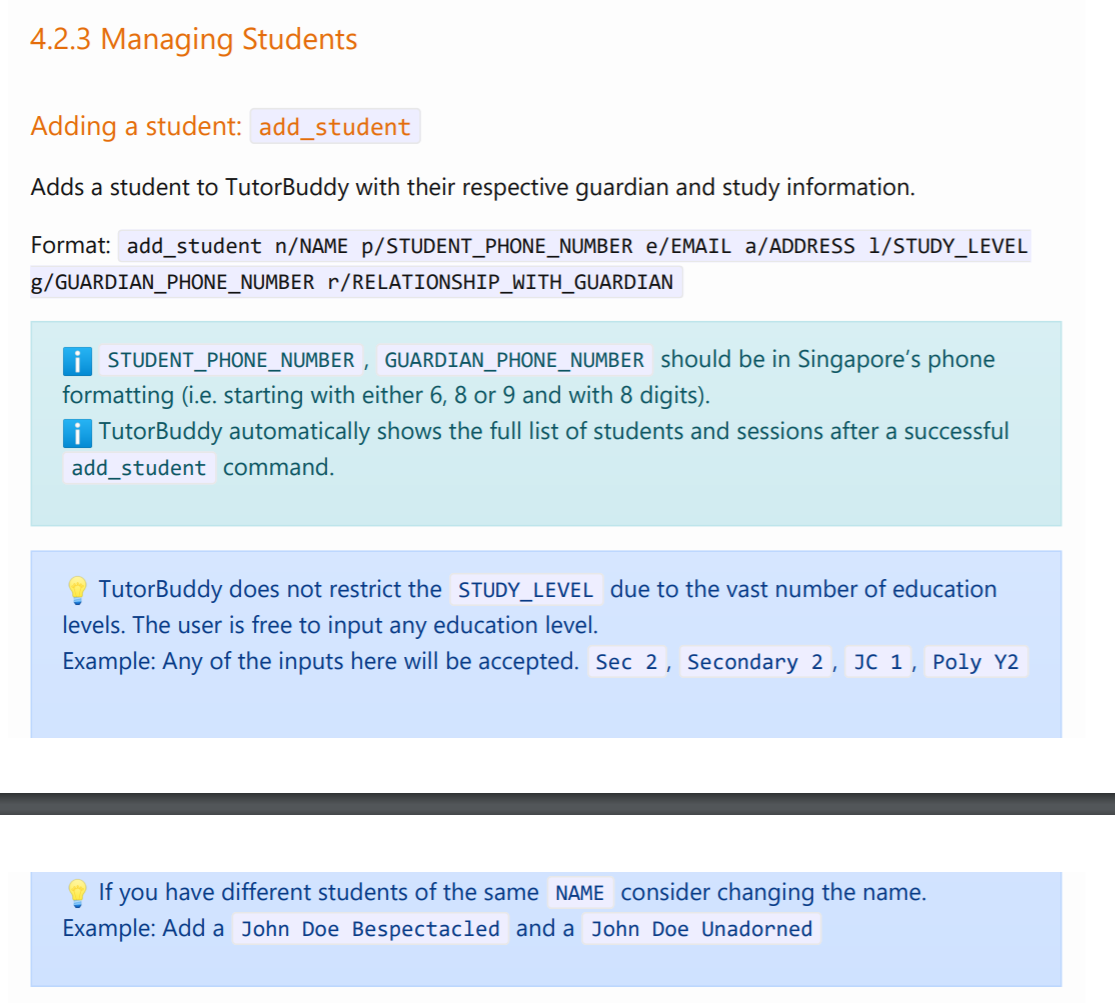 4.2.3 Managing Students
Adding a student: add_student
Adds a student to TutorBuddy with their respective guardian and study information.
Format: add_student n/NAME p/STUDENT_PHONE_NUMBER e/EMAIL a/ADDRESS l/STUDY_LEVEL
g/GUARDIAN_PHONE_NUMBER r/RELATIONSHIP_WITH_GUARDIAN
ℹ️ STUDENT_PHONE_NUMBER, GUARDIAN_PHONE_NUMBER should be in Singapore’s phone
formatting (i.e. starting with either 6, 8 or 9 and with 8 digits).
ℹ️ TutorBuddy automatically shows the full list of students and sessions after a successful
add_student command.
💡 TutorBuddy does not restrict the STUDY_LEVEL due to the vast number of education
levels. The user is free to input any education level.
Example: Any of the inputs here will be accepted. Sec 2, Secondary 2, JC 1, Poly Y2
💡 If you have different students of the same NAME consider changing the name.
Example: Add a John Doe Bespectacled and a John Doe Unadorned